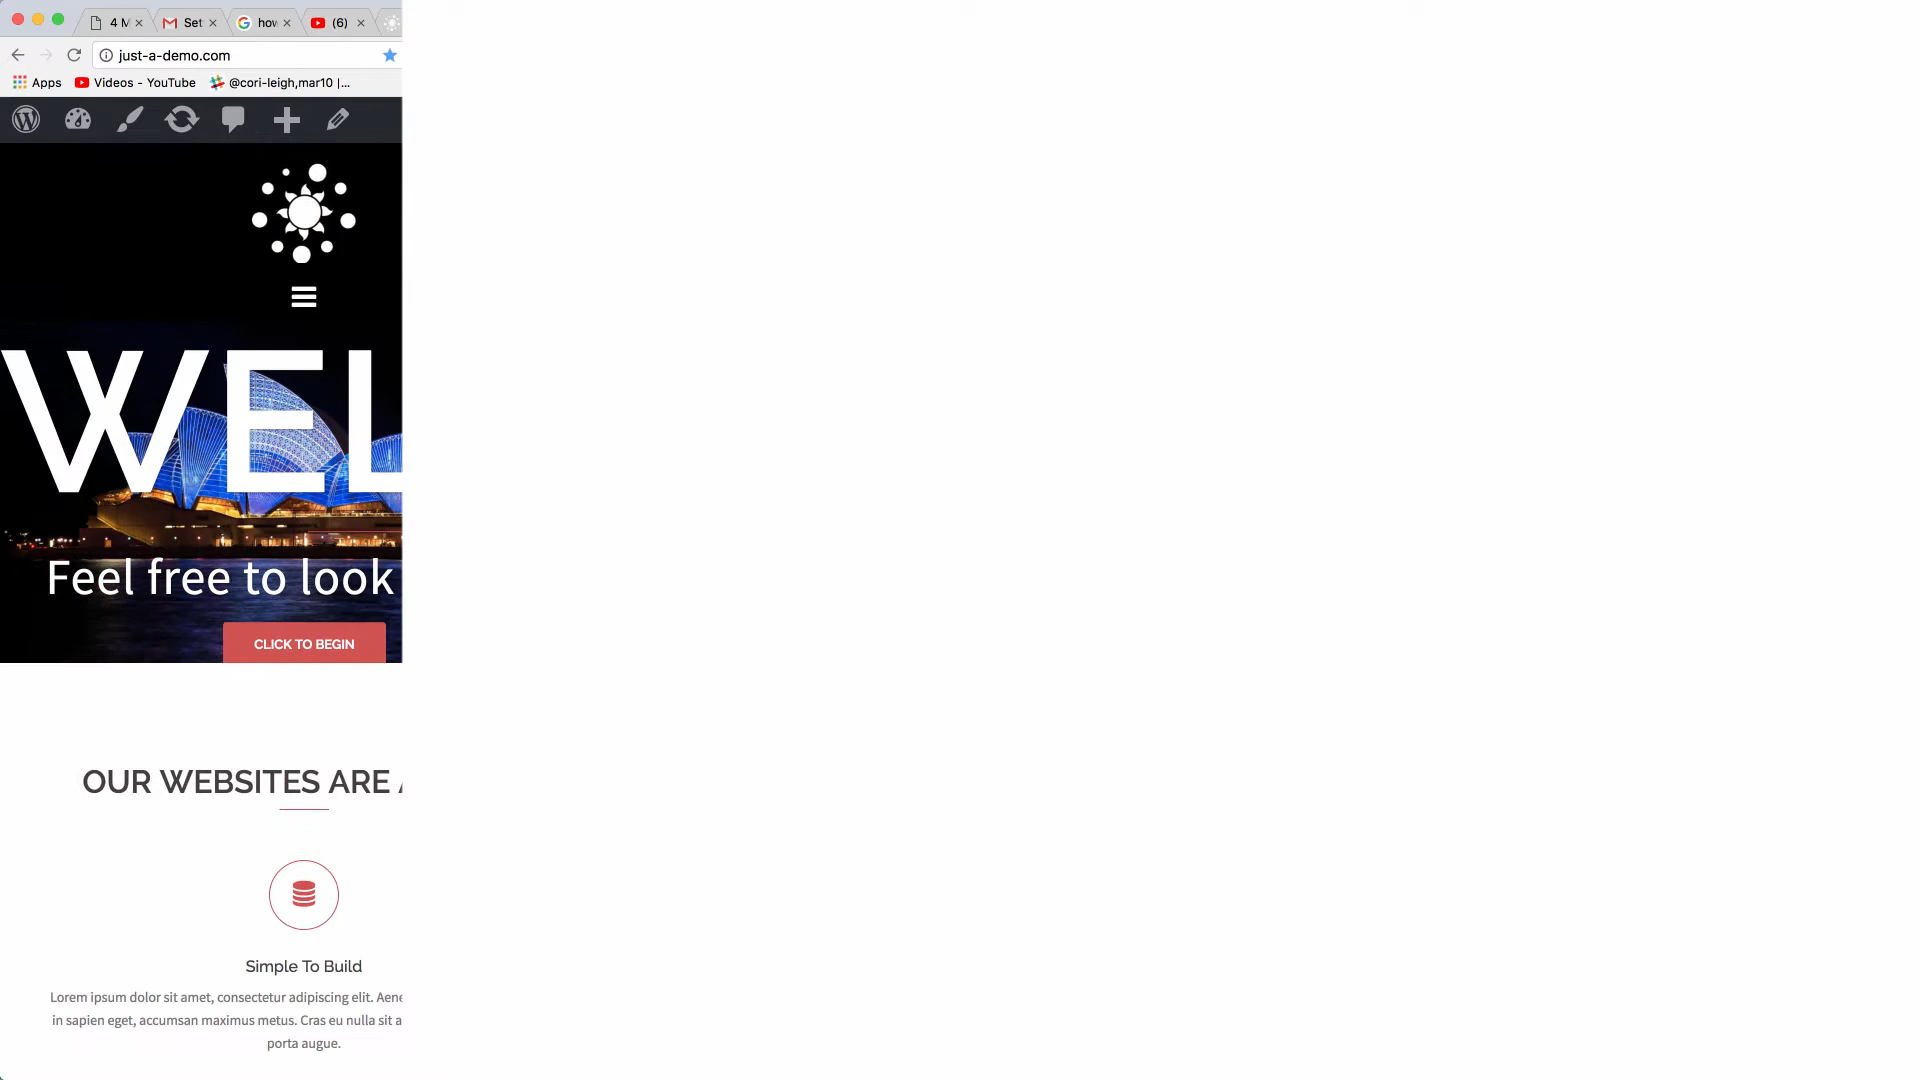 4 M
Set
how
(6)
just-a-demo.com
Apps
Videos - YouTube
@cori-leigh,mar10 |...
WEL
Feel free to look
CLICK TO BEGIN
OUR WEBSITES ARE
Simple To Build
Lorem ipsum dolor sit amet, consectetur adipiscing elit. Aene
in sapien eget, accumsan maximus metus. Cras eu nulla sit a
porta augue.